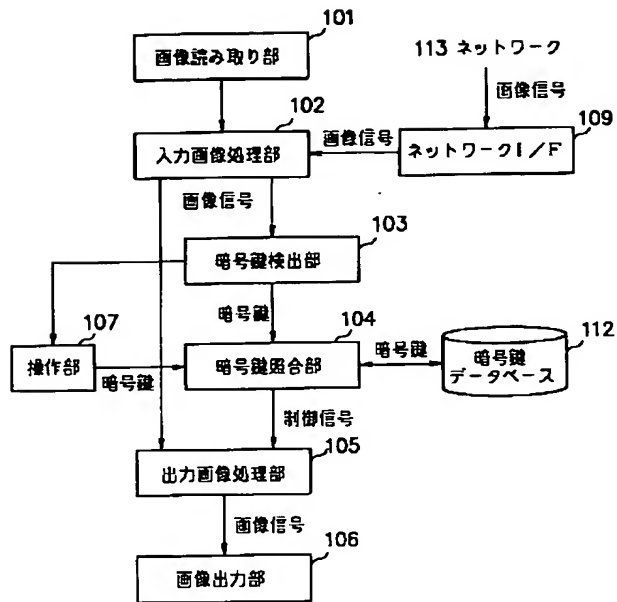 101
画像読み取り部
113 ネットワーク
画像信号
102
109
画像信号
入力画像処理部
ネットワークI/F
画像信号
103
暗号鍵検出部
107
暗号鍵
104
112
操作部
暗号鍵
暗号鍵照合部
暗号鍵
暗号鍵
データベース
制御信号
105
出力画像処理部
画像信号
106
画像出力部